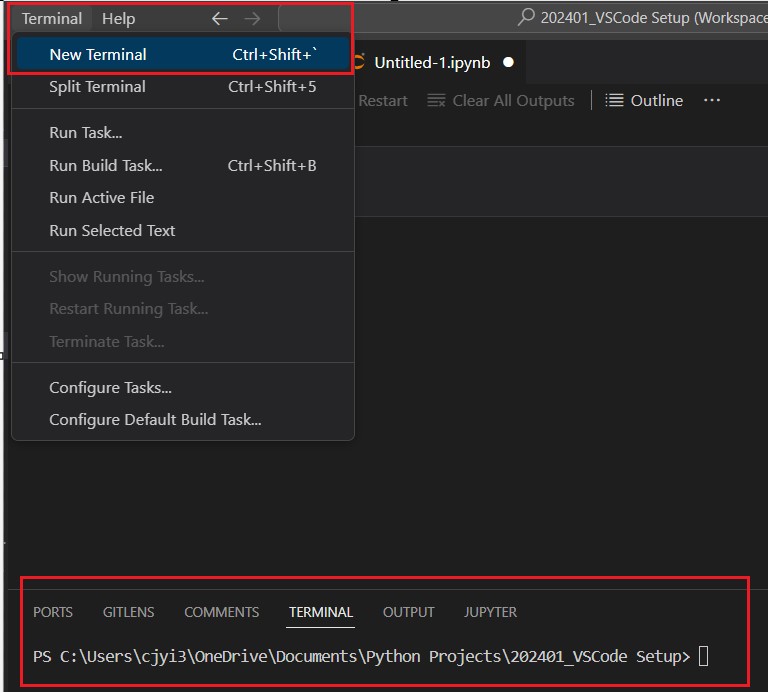 Terminal Help 202401_VSCode Setup (Workspace
New Terminal Ctrl+Shift+`
Untitled-1.ipynb
Split Terminal Ctrl+Shift+5
Restart Clear All Outputs Outline ...
Run Task...
Run Build Task... Ctrl+Shift+B
Run Active File
Run Selected Text
Show Running Tasks...
Restart Running Task...
Terminate Task...
Configure Tasks...
Configure Default Build Task...
PORTS GITLENS COMMENTS TERMINAL OUTPUT JUPYTER
PS C:\Users\cjyi3\OneDrive\Documents\Python Projects\202401_VSCode Setup>